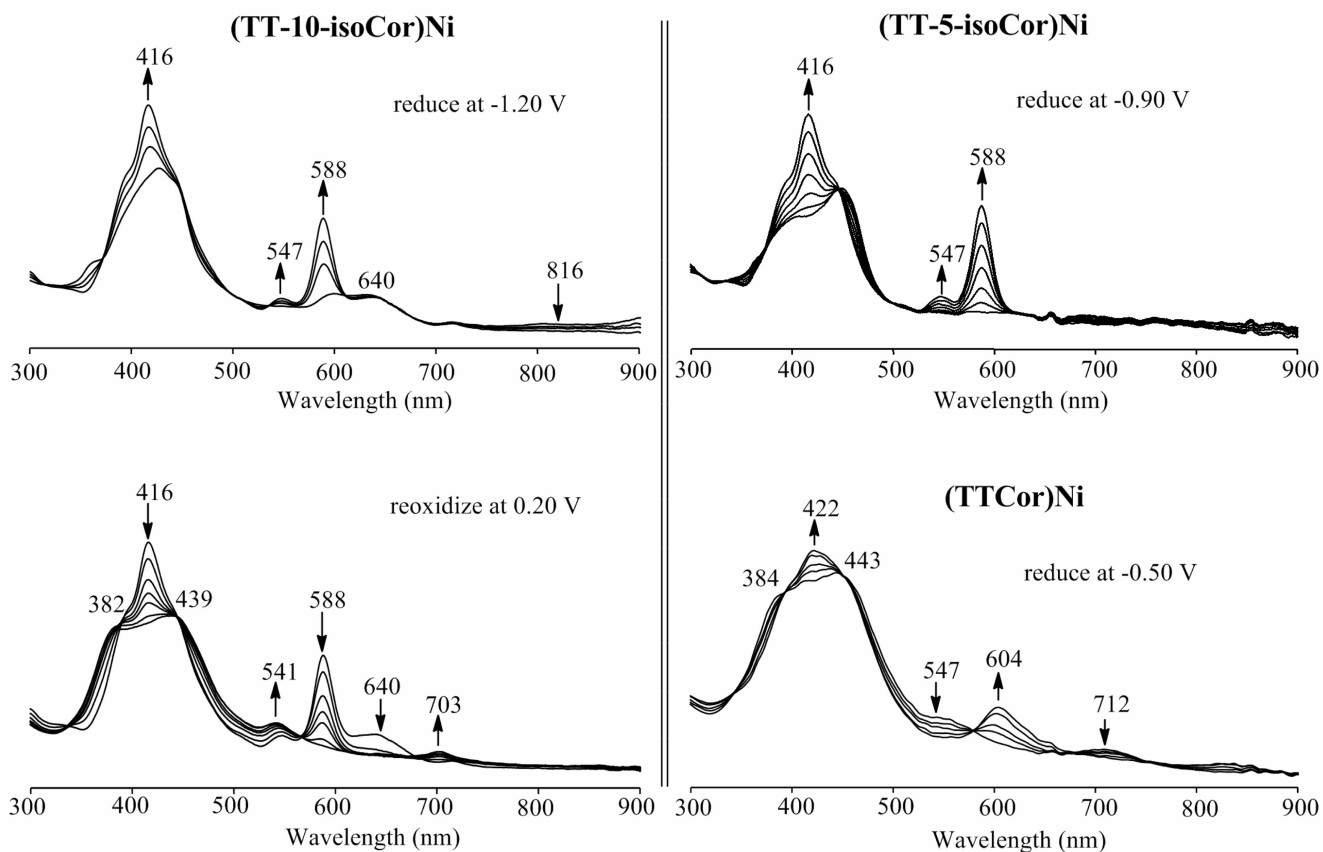 (TT-10-isoCor)Ni
416
reduce at -1.20 V
588
547
640
816
300 400 500 600 700 800 900
Wavelength (nm)
416
reoxidize at 0.20 V
382
439
588
541
640
703
300 400 500 600 700 800 900
Wavelength (nm)
(TT-5-isoCor)Ni
416
reduce at -0.90 V
588
547
300 400 500 600 700 800 900
Wavelength (nm)
(TTCor)Ni
422
384
443
reduce at -0.50 V
547
604
712
300 400 500 600 700 800 900
Wavelength (nm)